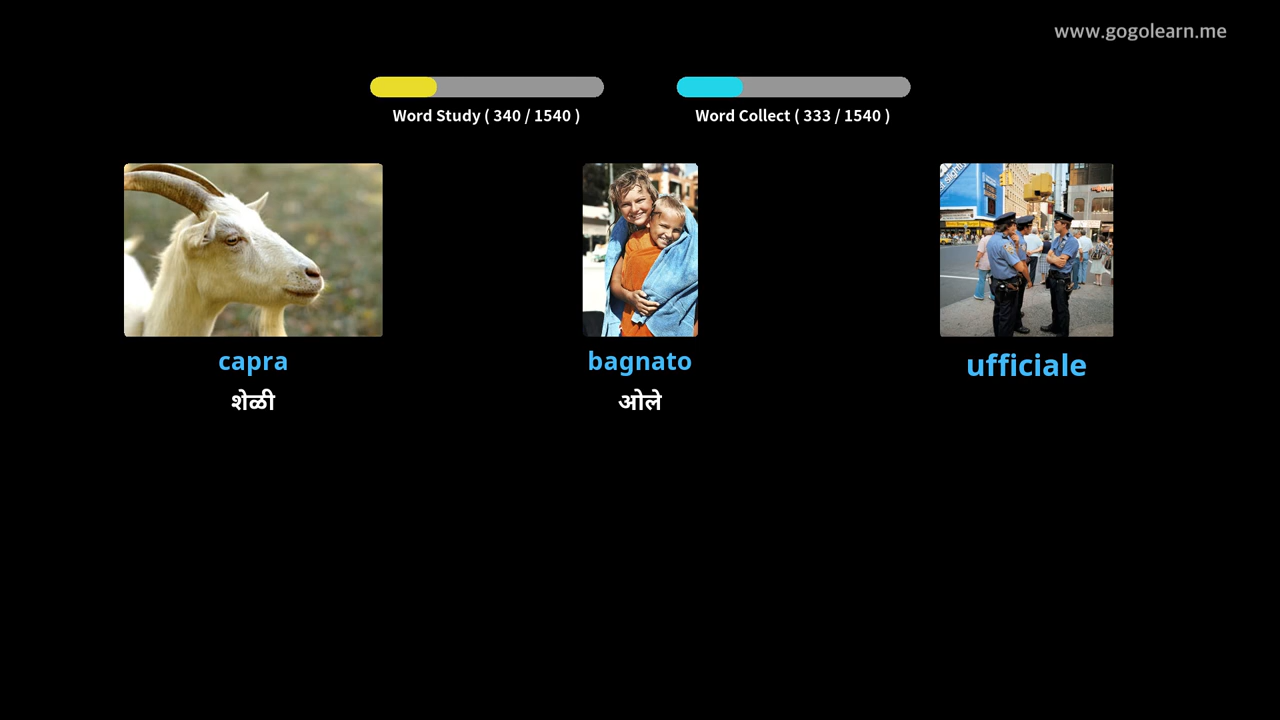 www.gogolearn.me
Word Study ( 340 / 1540 )
Word Collect ( 333 / 1540 )
capra
bagnato
ufficiale
शेळी
ओले